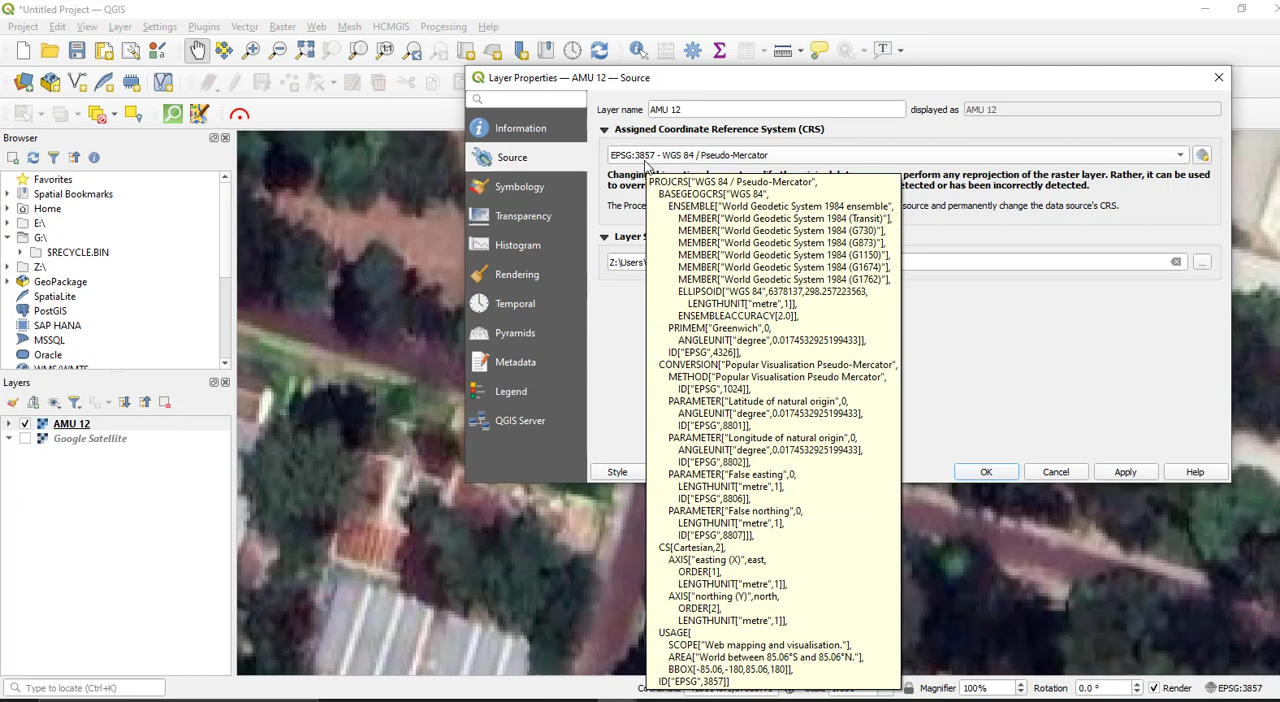 *Untitled Project — QGIS
Project Edit View Layer Settings Plugins Vector Raster Web Mesh HCMGIS Processing Help
Layer Properties — AMU 12 — Source
Browser
Favorites
Spatial Bookmarks
Home
E:\
G:\
$RECYCLE.BIN
Z:\
GeoPackage
SpatiaLite
PostGIS
SAP HANA
MSSQL
Oracle
WMS/WMTS
Layers
AMU 12
Google Satellite
Information
Source
Symbology
Transparency
Histogram
Rendering
Temporal
Pyramids
Metadata
Legend
QGIS Server
Layer name AMU 12 displayed as AMU 12
Assigned Coordinate Reference System (CRS)
EPSG:3857 - WGS 84 / Pseudo-Mercator
perform any reprojection of the raster layer. Rather, it can be used
to over
etected or has been incorrectly detected.
The Proce
source and permanently change the data source's CRS.
Layer S
Z:\Users\
...
PROJCRS["WGS 84 / Pseudo-Mercator",
BASEGEOGCRS["WGS 84",
ENSEMBLE["World Geodetic System 1984 ensemble",
MEMBER["World Geodetic System 1984 (Transit)"],
MEMBER["World Geodetic System 1984 (G730)"],
MEMBER["World Geodetic System 1984 (G873)"],
MEMBER["World Geodetic System 1984 (G1150)"],
MEMBER["World Geodetic System 1984 (G1674)"],
MEMBER["World Geodetic System 1984 (G1762)"],
ELLIPSOID["WGS 84",6378137,298.257223563,
LENGTHUNIT["metre",1]],
ENSEMBLEACCURACY[2.0]],
PRIMEM["Greenwich",0,
ANGLEUNIT["degree",0.0174532925199433]],
ID["EPSG",4326]],
CONVERSION["Popular Visualisation Pseudo-Mercator",
METHOD["Popular Visualisation Pseudo Mercator",
ID["EPSG",1024]],
PARAMETER["Latitude of natural origin",0,
ANGLEUNIT["degree",0.0174532925199433],
ID["EPSG",8801]],
PARAMETER["Longitude of natural origin",0,
ANGLEUNIT["degree",0.0174532925199433],
ID["EPSG",8802]],
PARAMETER["False easting",0,
LENGTHUNIT["metre",1],
ID["EPSG",8806]],
PARAMETER["False northing",0,
LENGTHUNIT["metre",1],
ID["EPSG",8807]]],
CS[Cartesian,2],
AXIS["easting (X)",east,
ORDER[1],
LENGTHUNIT["metre",1]],
AXIS["northing (Y)",north,
ORDER[2],
LENGTHUNIT["metre",1]],
USAGE[
SCOPE["Web mapping and visualisation."],
AREA["World between 85.06°S and 85.06°N."],
BBOX[-85.06,-180,85.06,180]],
ID["EPSG",3857]]
Style OK Cancel Apply Help
Type to locate (Ctrl+K) Coordinate Magnifier 100% Rotation 0.0 ° Render EPSG:3857